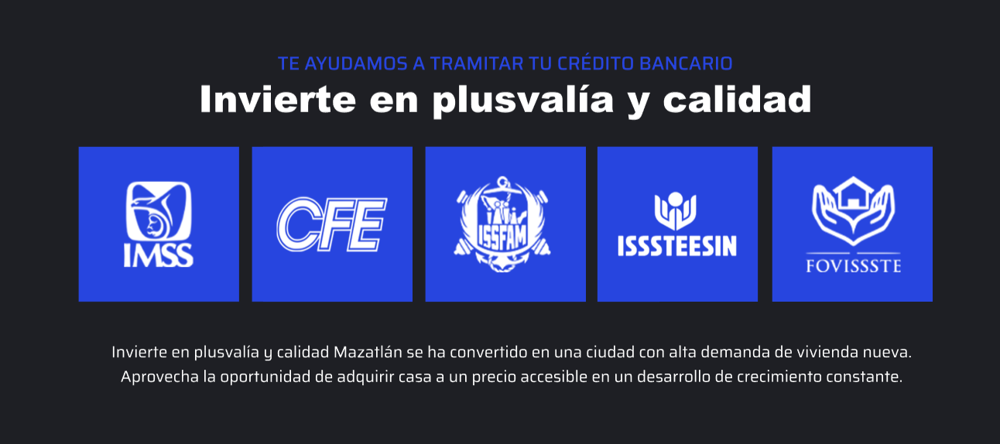 TE AYUDAMOS A TRAMITAR TU CRÉDITO BANCARIO
Invierte en plusvalía y calidad
IMSS
CFE
ISSFAM
ISSSTEESIN
FOVISSSTE
Invierte en plusvalía y calidad Mazatlán se ha convertido en una ciudad con alta demanda de vivienda nueva.
Aprovecha la oportunidad de adquirir casa a un precio accesible en un desarrollo de crecimiento constante.